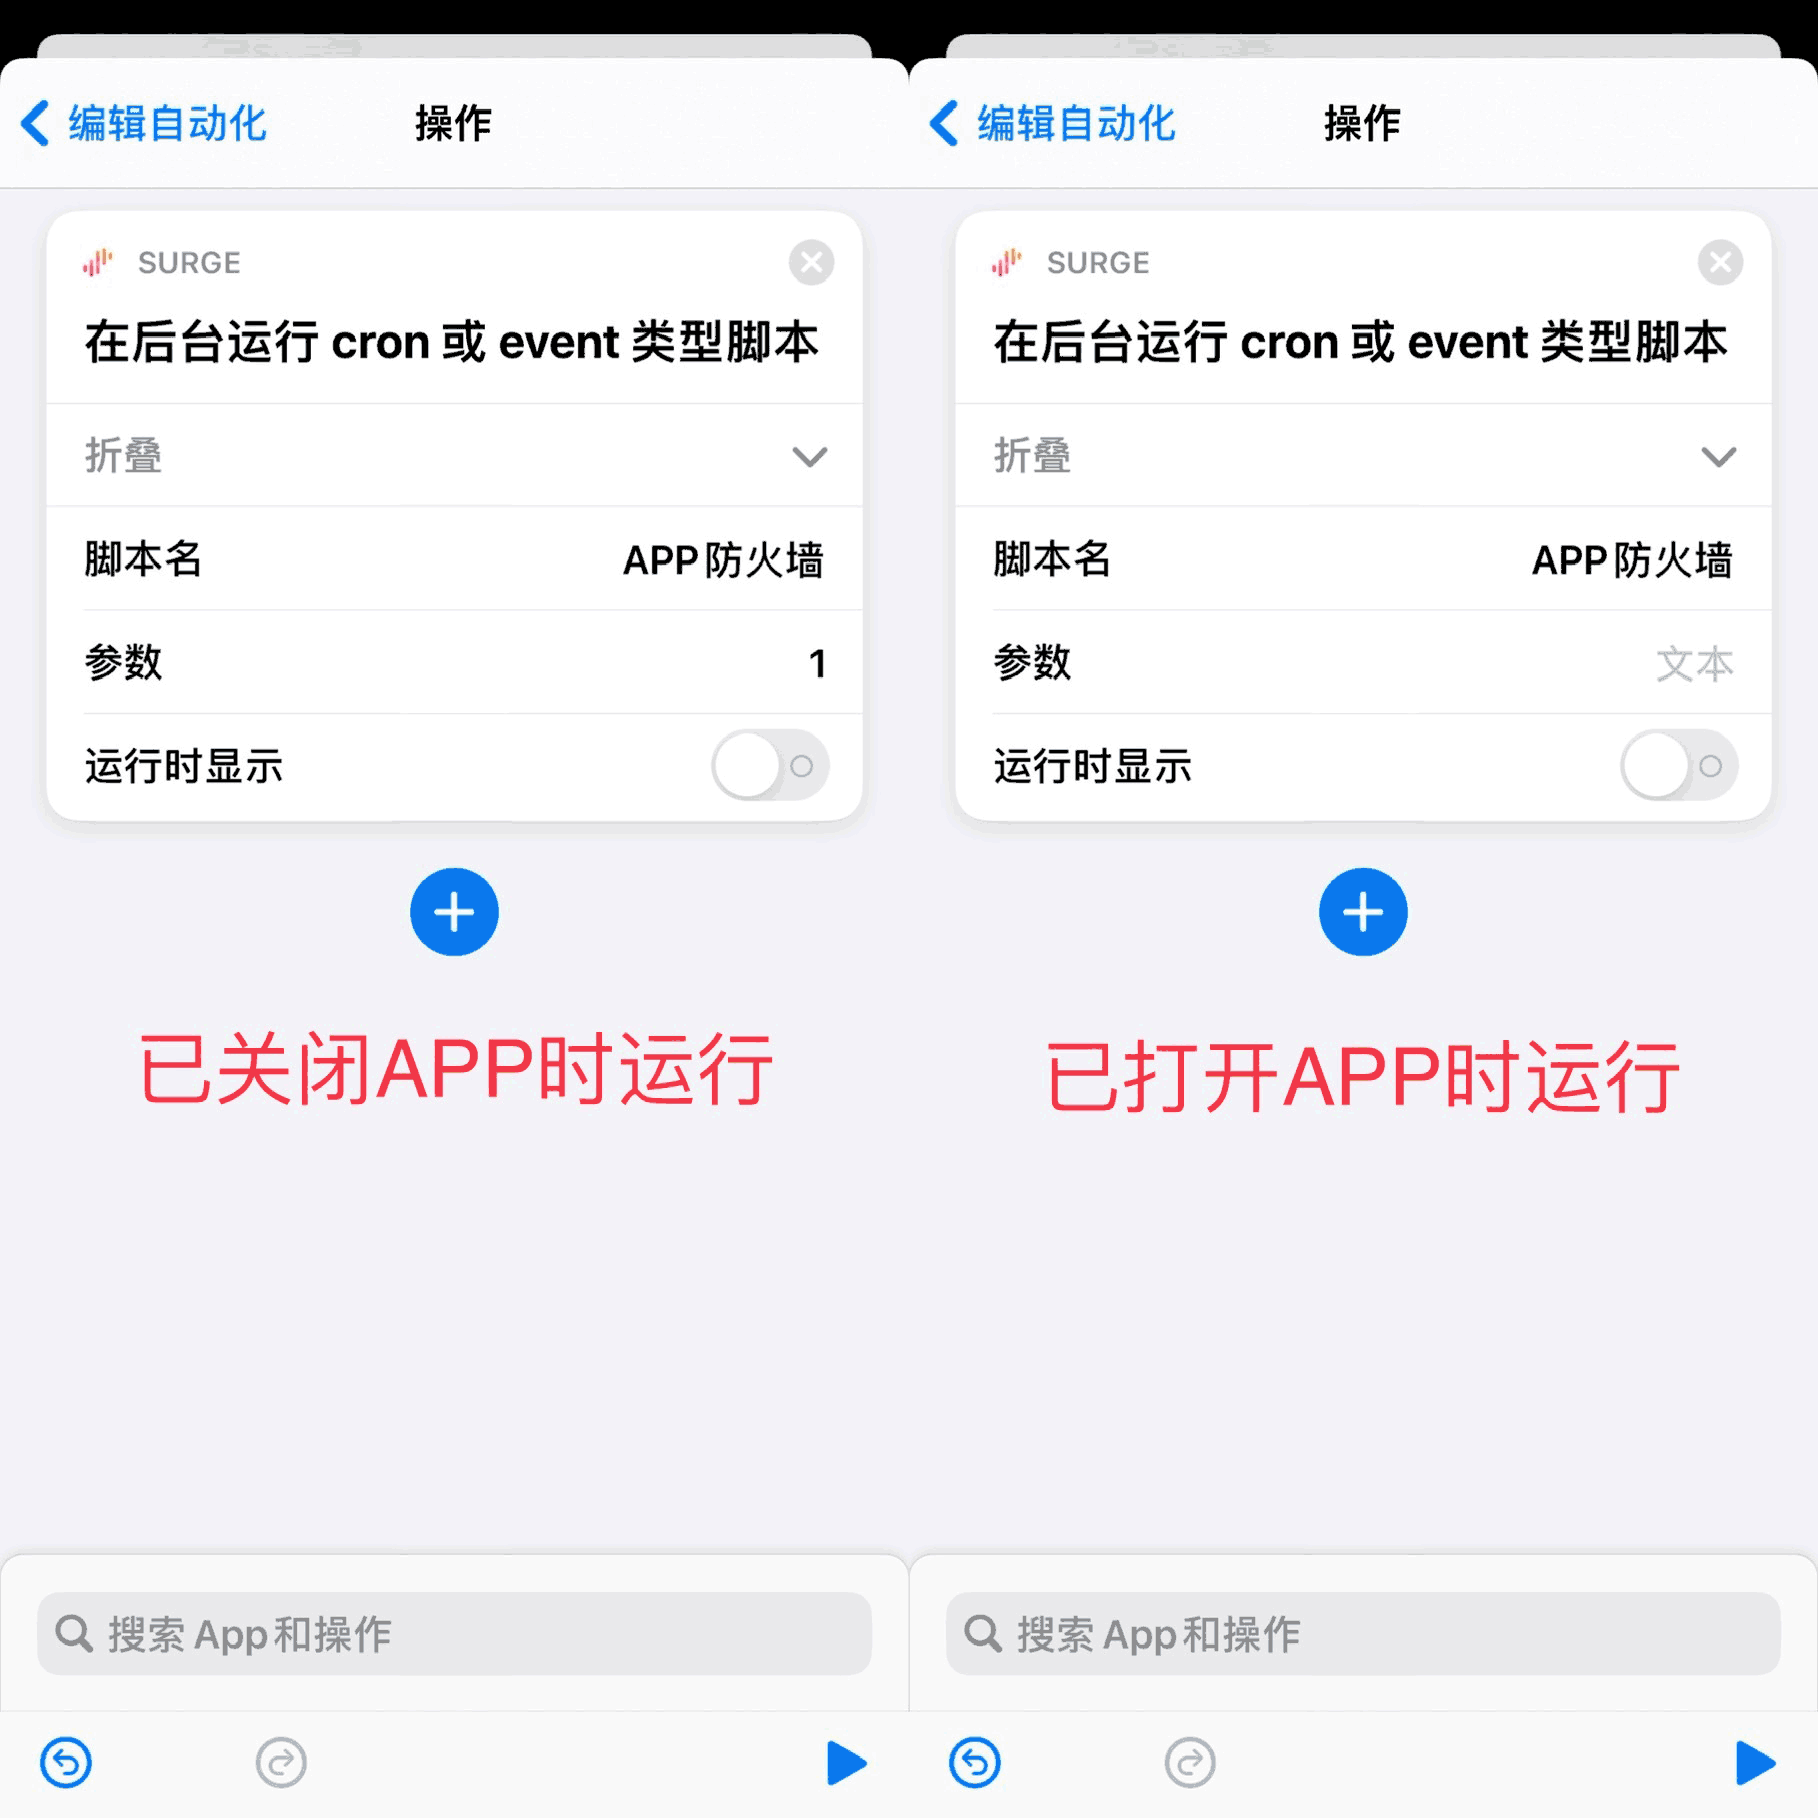 编辑自动化
操作
SURGE
在后台运行 cron 或 event 类型脚本
折叠
脚本名
APP防火墙
参数
1
运行时显示
已关闭APP时运行
搜索 App和操作
编辑自动化
操作
SURGE
在后台运行 cron 或 event 类型脚本
折叠
脚本名
APP防火墙
参数
文本
运行时显示
已打开APP时运行
搜索 App和操作